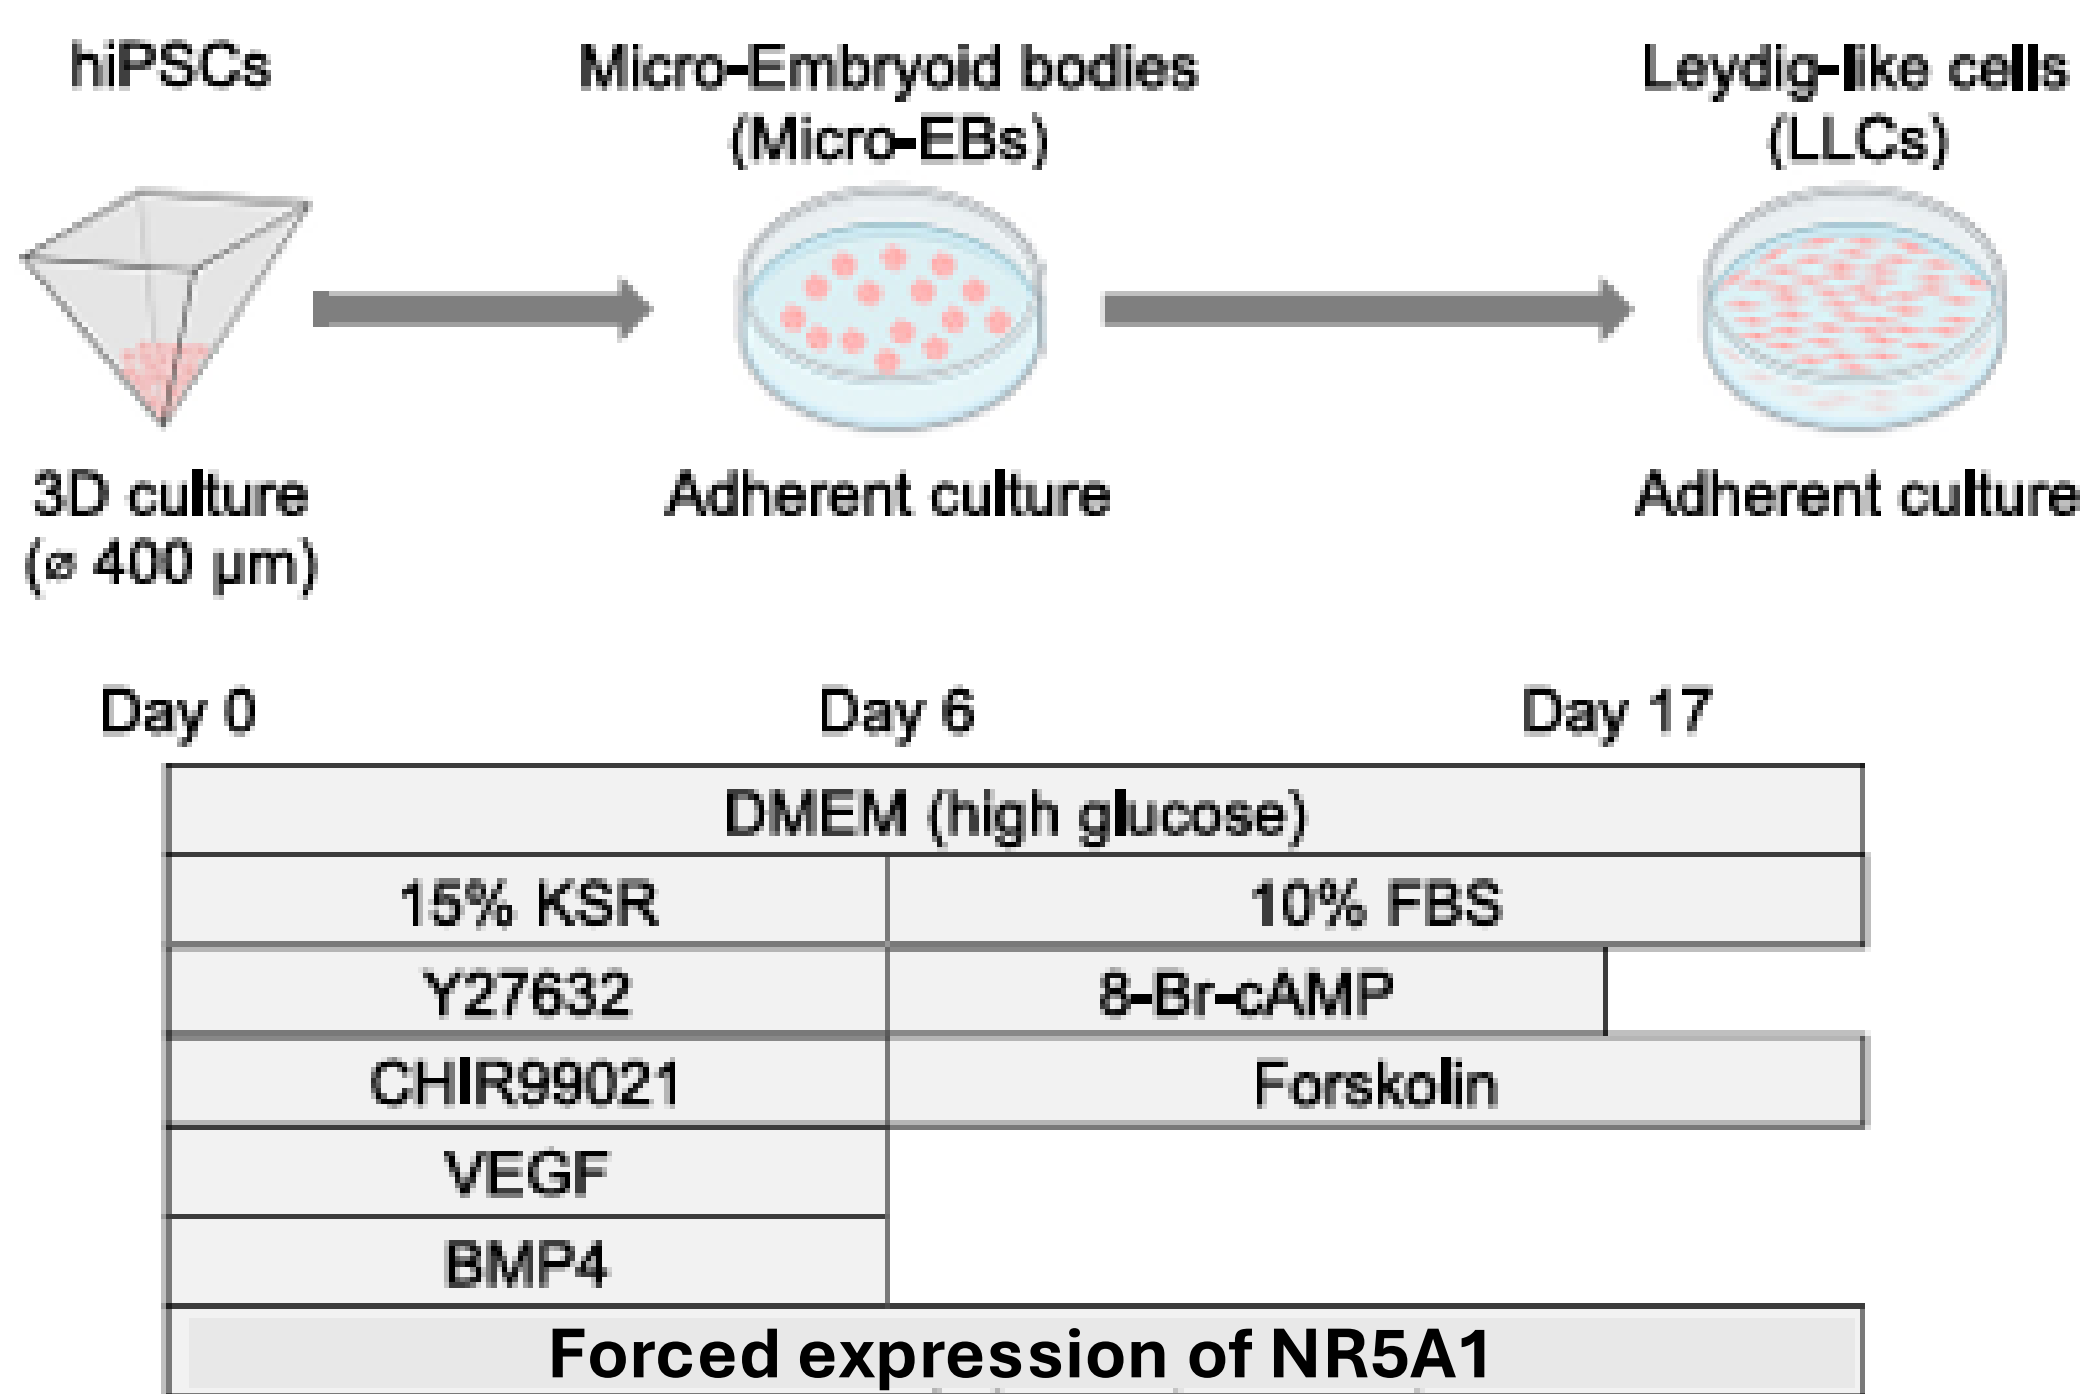 hiPSCs
Micro-Embryoid bodies
(Micro-EBs)
Leydig-like cells
(LLCs)
3D culture
(ø 400 µm)
Adherent culture
Adherent culture
Day 0
Day 6
Day 17
DMEM (high glucose)
15% KSR
10% FBS
Y27632
8-Br-cAMP
CHIR99021
Forskolin
VEGF
BMP4
Forced expression of NR5A1